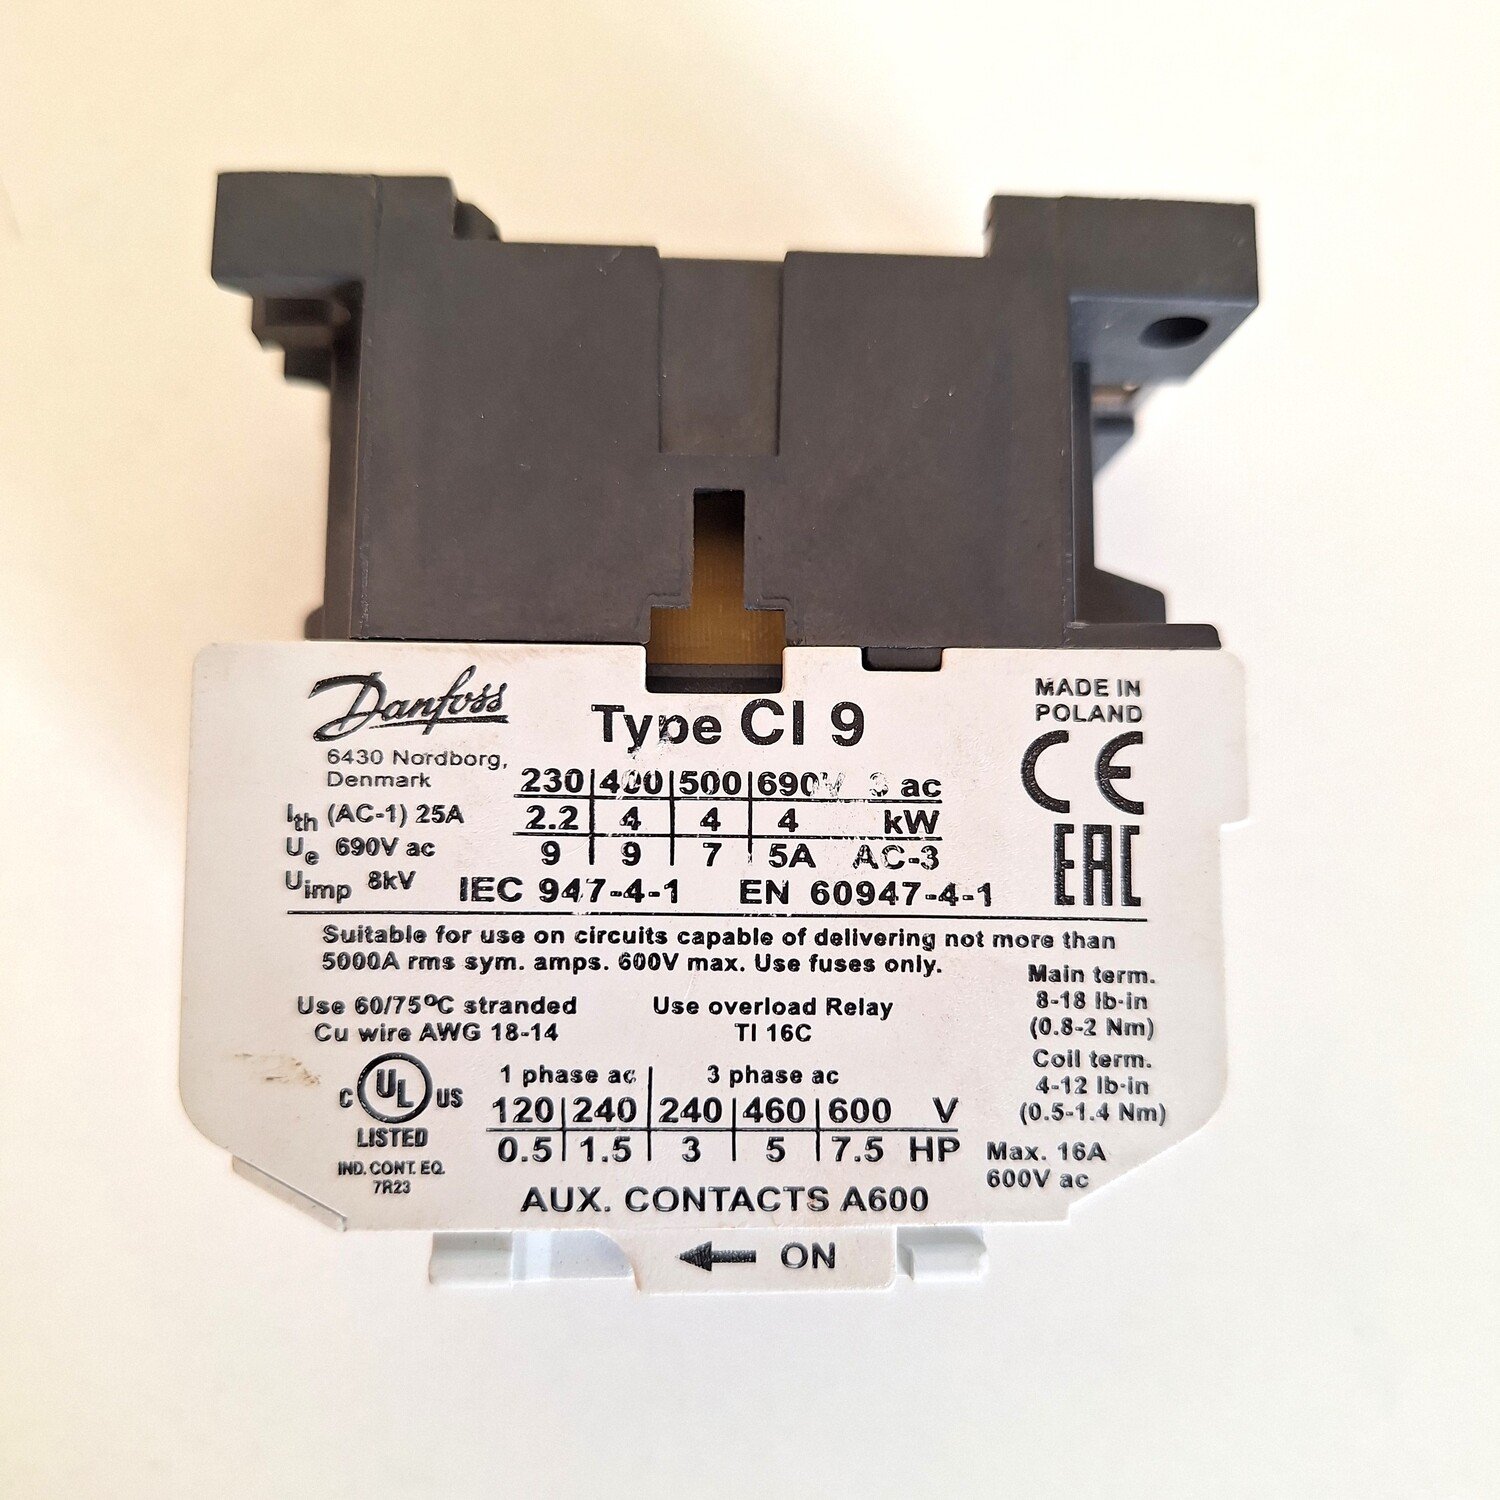 Danfoss
6430 Nordborg,
Denmark
Type CI 9
MADE IN
POLAND
CE
EAC
230|400|500|690V ac
2.2|4|4|4 kW
9|9|7|5A AC-3
Ith (AC-1) 25A
Ue 690V ac
Uimp 8kV
IEC 947-4-1 EN 60947-4-1
Suitable for use on circuits capable of delivering not more than
5000A rms sym. amps. 600V max. Use fuses only.
Use 60/75ºC stranded
Cu wire AWG 18-14
Use overload Relay
TI 16C
Main term.
8-18 lb-in
(0.8-2 Nm)
Coil term.
4-12 lb-in
(0.5-1.4 Nm)
C UL US
LISTED
IND. CONT. EQ.
7R23
1 phase ac | 3 phase ac
120|240|240|460|600 V
0.5|1.5|3|5|7.5 HP
Max. 16A
600V ac
AUX. CONTACTS A600
← ON